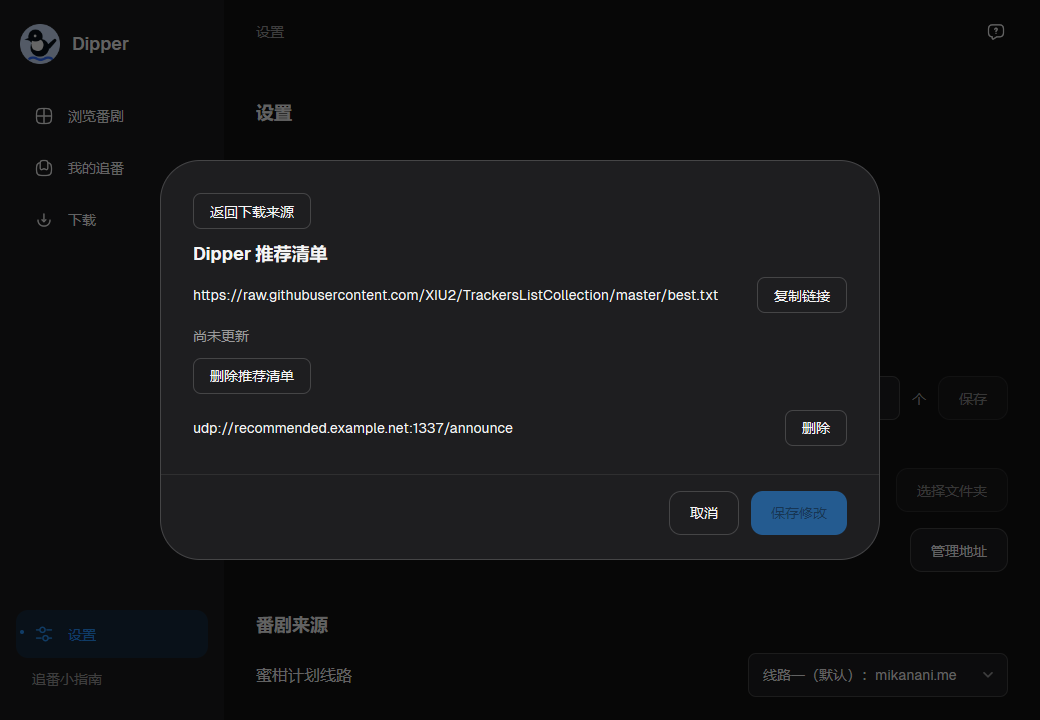 Dipper
设置
浏览番剧
设置
我的追番
下载
返回下载来源
Dipper 推荐清单
https://raw.githubusercontent.com/XIU2/TrackersListCollection/master/best.txt
复制链接
尚未更新
删除推荐清单
个
保存
udp://recommended.example.net:1337/announce
删除
选择文件夹
取消
保存修改
管理地址
设置
番剧来源
追番小指南
蜜柑计划线路
线路一（默认）：mikanani.me